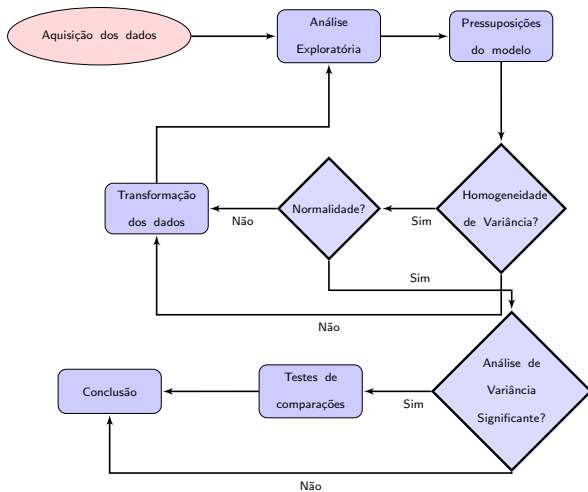 Aquisição dos dados
Análise
Exploratória
Pressuposições
do modelo
Transformação
dos dados
Não
Normalidade?
Sim
Homogeneidade
de Variância?
Sim
Não
Conclusão
Testes de
comparações
Sim
Análise de
Variância
Significante?
Não